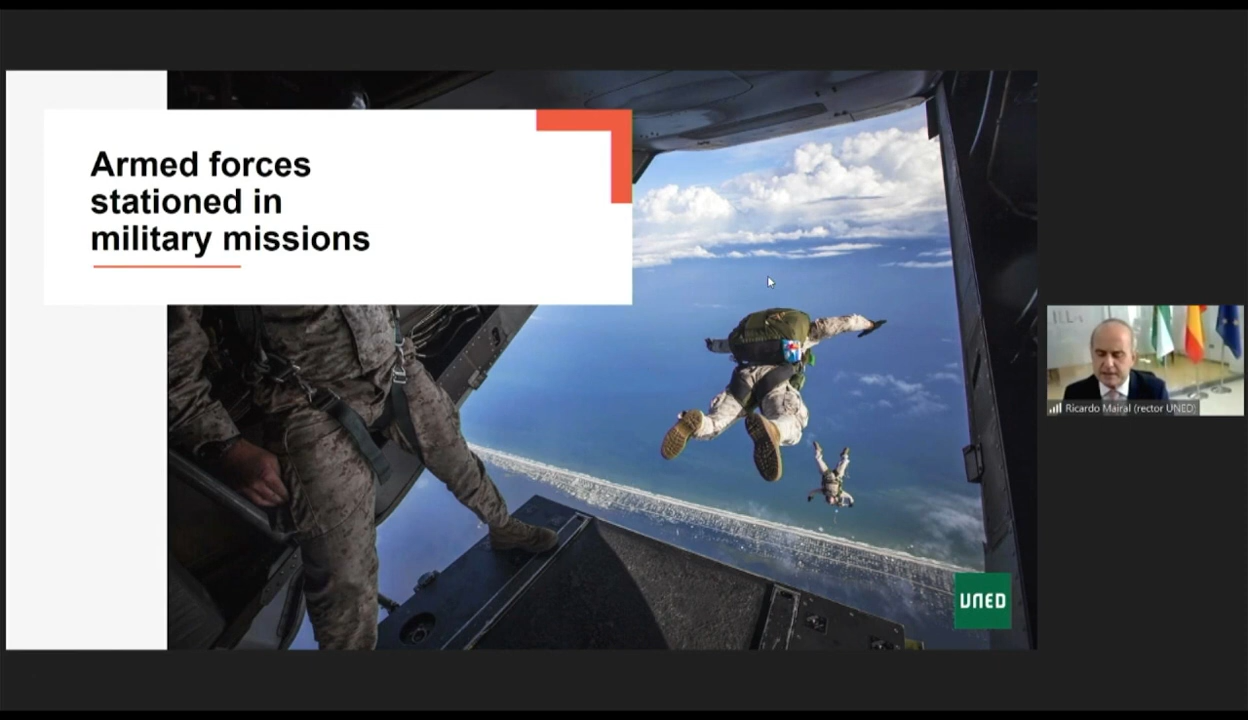 Armed forces
stationed in
military missions
UNED
Ricardo Mairal (rector UNED)